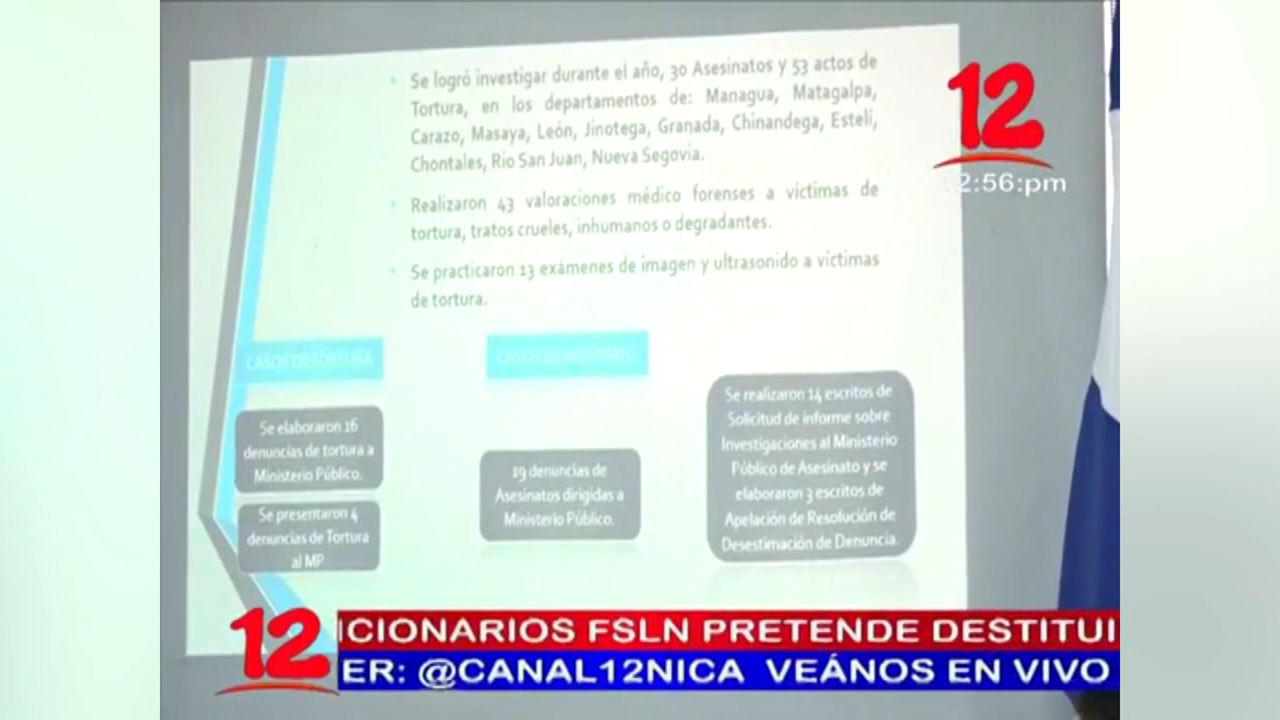 Se logró investigar durante el año, 30 Asesinatos y 53 actos de
Tortura, en los departamentos de: Managua, Matagalpa,
Carazo, Masaya, León, Jinotega, Granada, Chinandega, Estelí,
Chontales, Rio San Juan, Nueva Segovia.
Realizaron 43 valoraciones médico forenses a víctimas de
tortura, tratos crueles, inhumanos o degradantes.
Se practicaron 13 exámenes de imagen y ultrasonido a víctimas
de tortura.
12
12:56:pm
CASOS DE TORTURA
CASOS DE ASESINATO
Se elaboraron 16
denuncias de tortura a
Ministerio Público.
Se presentaron 4
denuncias de Tortura
al MP
19 denuncias de
Asesinatos dirigidas a
Ministerio Público.
Se realizaron 14 escritos de
Solicitud de informe sobre
Investigaciones al Ministerio
Público de Asesinato y se
elaboraron 3 escritos de
Apelación de Resolución de
Desestimación de Denuncia.
12
ICIONARIOS FSLN PRETENDE DESTITUI
ER: @CANAL12NICA VEÁNOS EN VIVO